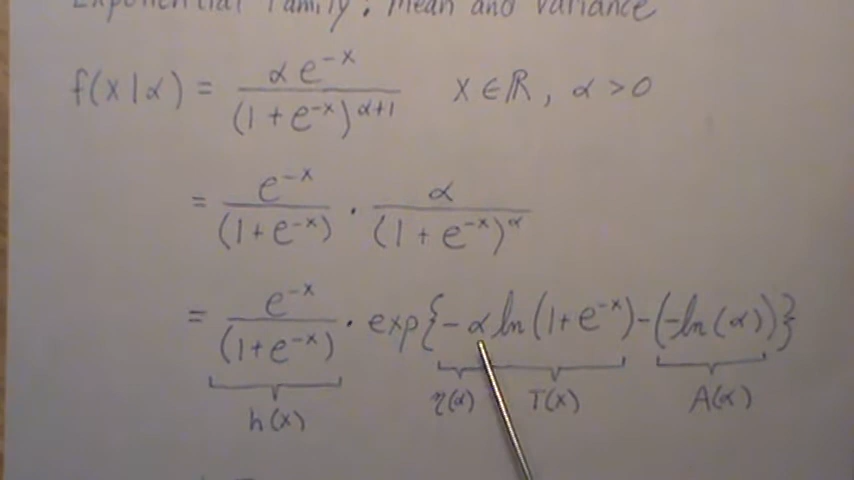 Exponential Family: Mean and Variance
f(x|α) = αe^{-x} / (1+e^{-x})^{α+1}   x ∈ ℝ, α > 0
= e^{-x} / (1+e^{-x}) · α / (1+e^{-x})^α
= e^{-x} / (1+e^{-x}) · exp{-α ln(1+e^{-x}) - (-ln(α))}
h(x)   η(α)   T(x)   A(α)